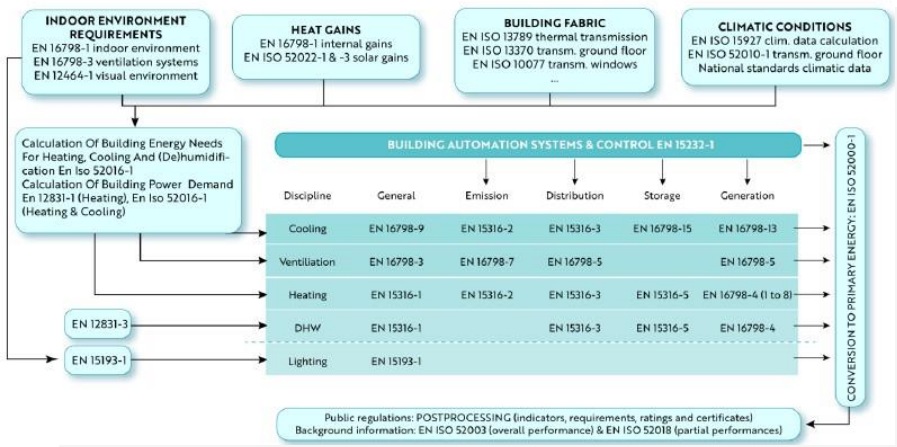 INDOOR ENVIRONMENT
REQUIREMENTS
EN 16798-1 indoor environment
EN 16798-3 ventilation systems
EN 12464-1 visual environment
HEAT GAINS
EN 16798-1 internal gains
EN ISO 52022-1 & -3 solar gains
BUILDING FABRIC
EN ISO 13789 thermal transmission
EN ISO 13370 transm. ground floor
EN ISO 10077 transm. windows
...
CLIMATIC CONDITIONS
EN ISO 15927 clim. data calculation
EN ISO 52010-1 transm. ground floor
National standards climatic data
Calculation Of Building Energy Needs
For Heating, Cooling And (De)humidifi-
cation En Iso 52016-1
Calculation Of Building Power Demand
En 12831-1 (Heating), En Iso 52016-1
(Heating & Cooling)
BUILDING AUTOMATION SYSTEMS & CONTROL EN 15232-1
Discipline General Emission Distribution Storage Generation
Cooling EN 16798-9 EN 15316-2 EN 15316-3 EN 16798-15 EN 16798-13
Ventiliation EN 16798-3 EN 16798-7 EN 16798-5 EN 16798-5
Heating EN 15316-1 EN 15316-2 EN 15316-3 EN 15316-5 EN 16798-4 (1 to 8)
EN 12831-3
DHW EN 15316-1 EN 15316-3 EN 15316-5 EN 16798-4
EN 15193-1
Lighting EN 15193-1
CONVERSION TO PRIMARY ENERGY: EN ISO 52000-1
Public regulations: POSTPROCESSING (indicators, requirements, ratings and certificates)
Background information: EN ISO 52003 (overall performance) & EN ISO 52018 (partial performances)